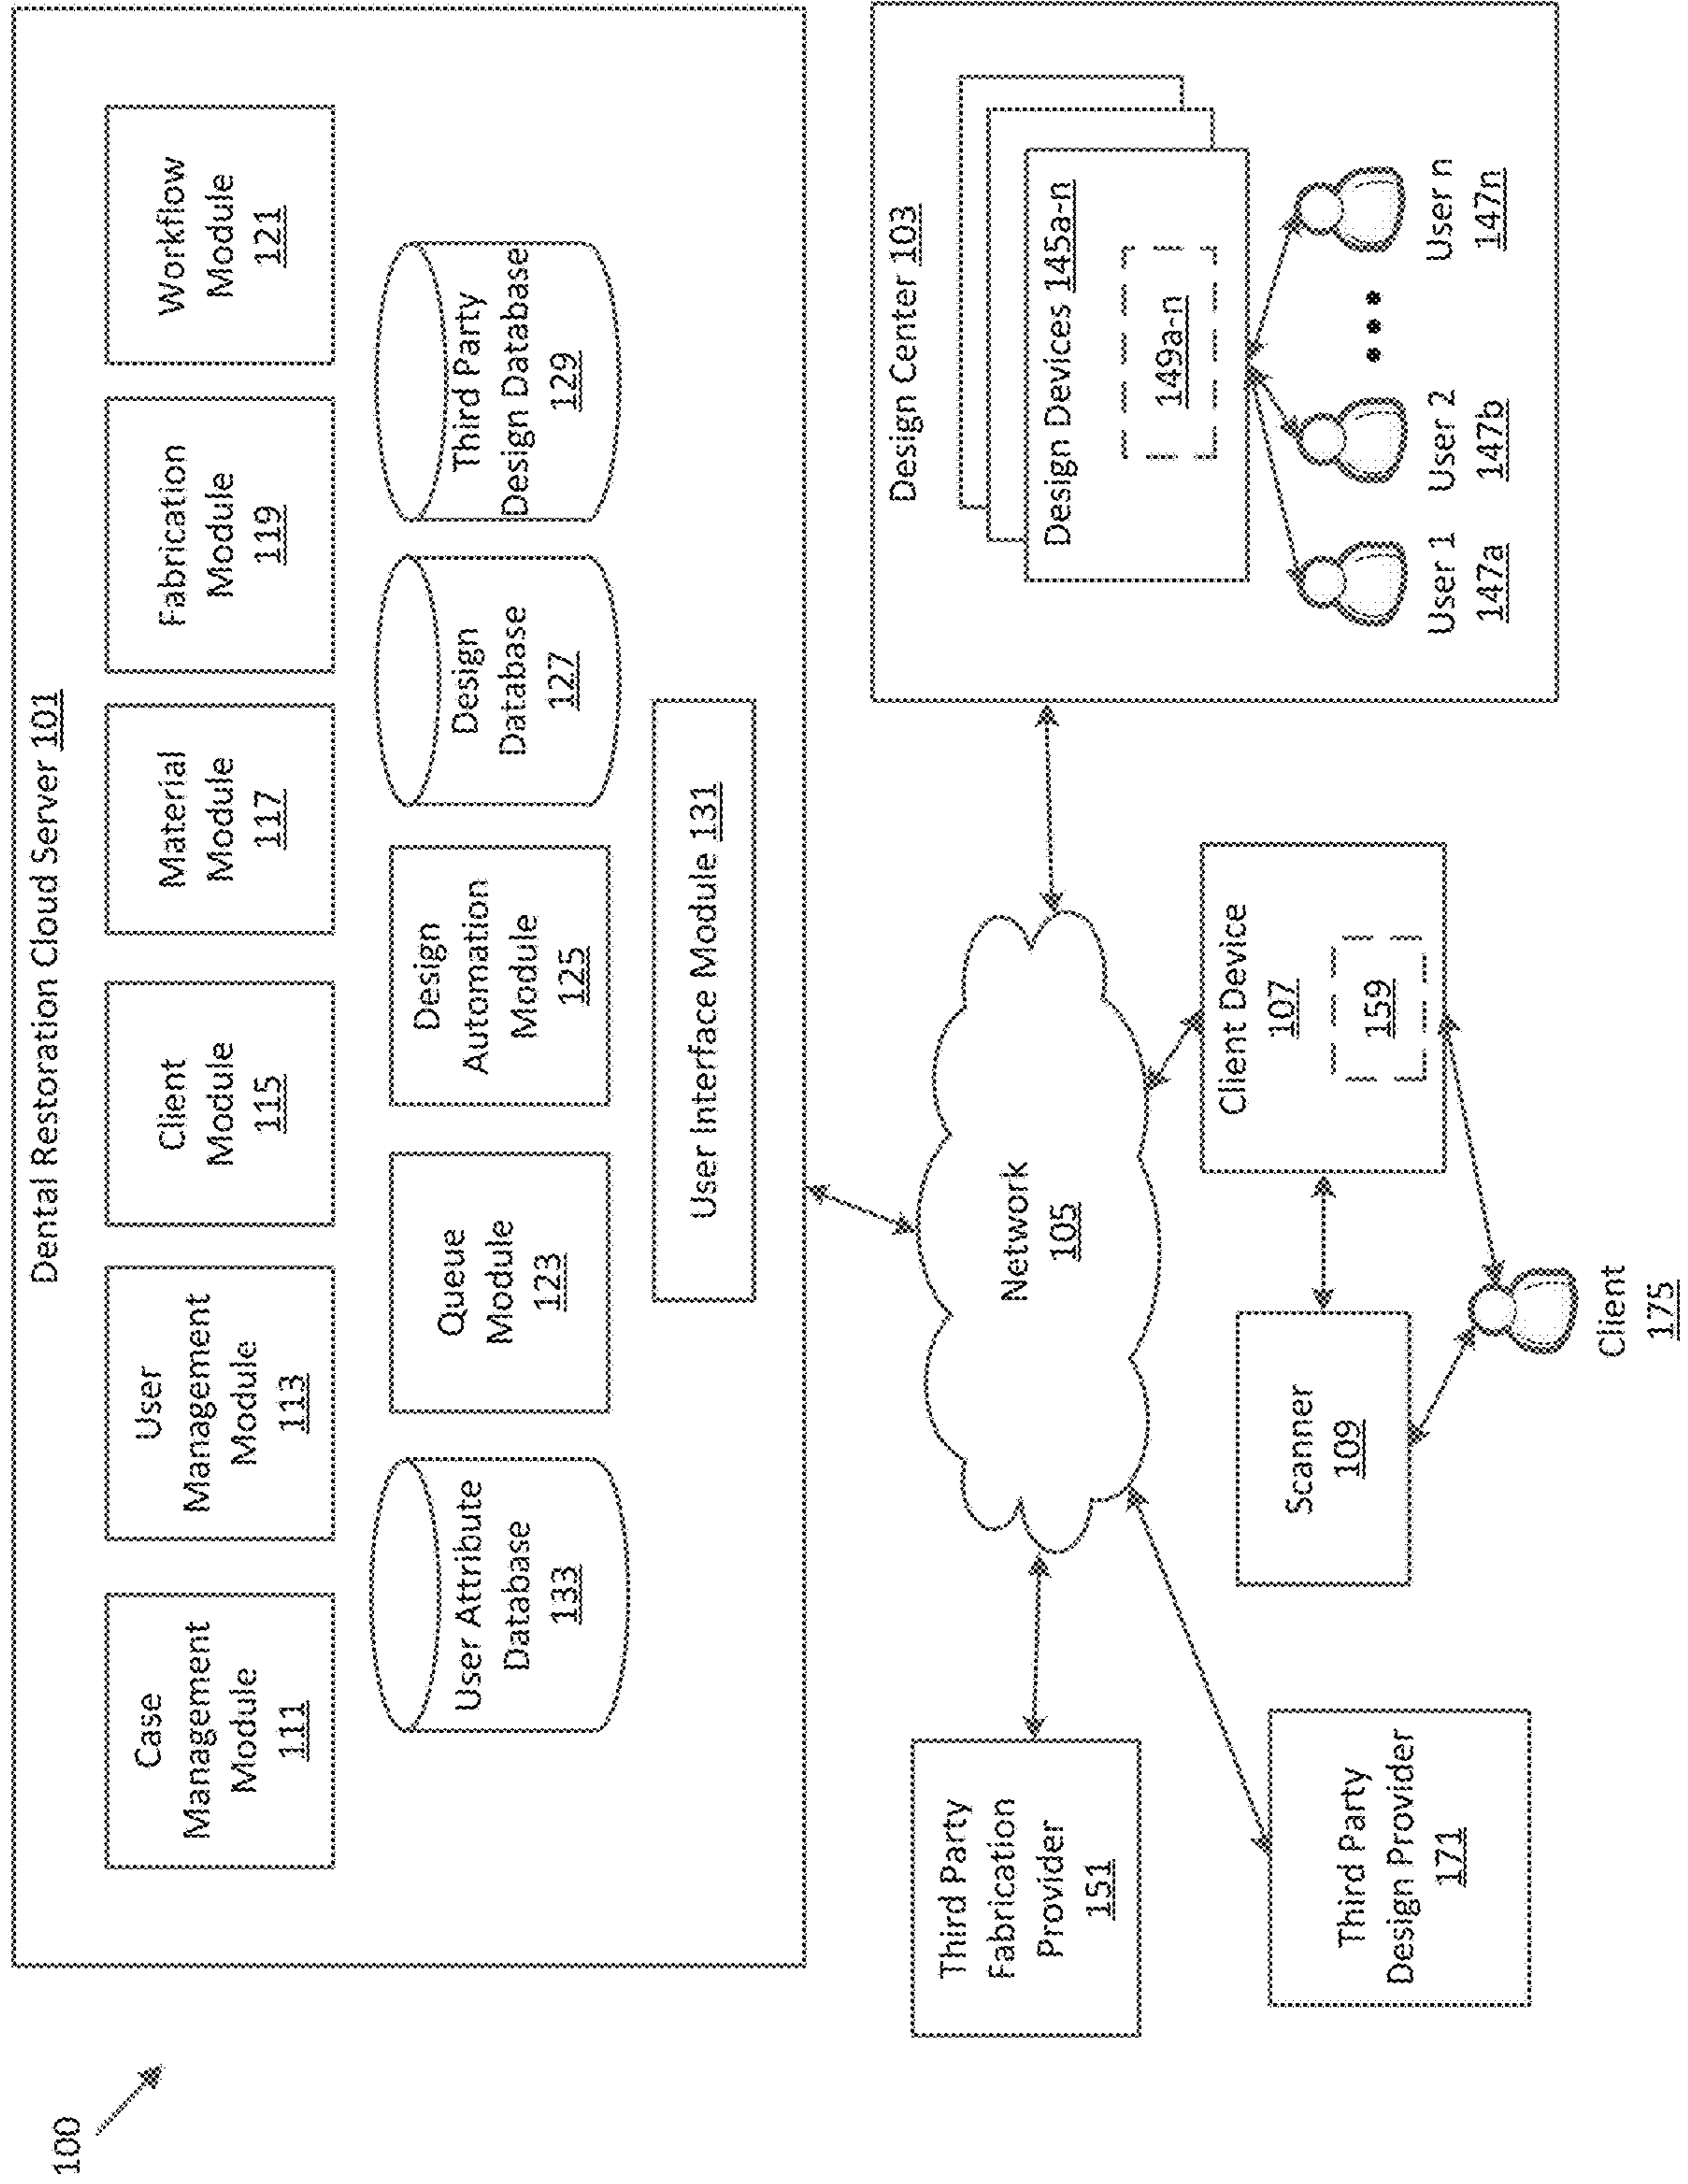 100
Dental Restoration Cloud Server 101
Case
Management
Module
111
User
Management
Module
113
Client
Module
115
Material
Module
117
Fabrication
Module
119
Workflow
Module
121
User Attribute
Database
133
Queue
Module
123
Design
Automation
Module
125
Design
Database
127
Third Party
Design Database
129
User Interface Module 131
Third Party
Fabrication
Provider
151
Network
105
Design Center 103
Design Devices 145a-n
149a-n
User 1
147a
User 2
147b
User n
147n
Third Party
Design Provider
171
Scanner
109
Client Device
107
159
Client
175